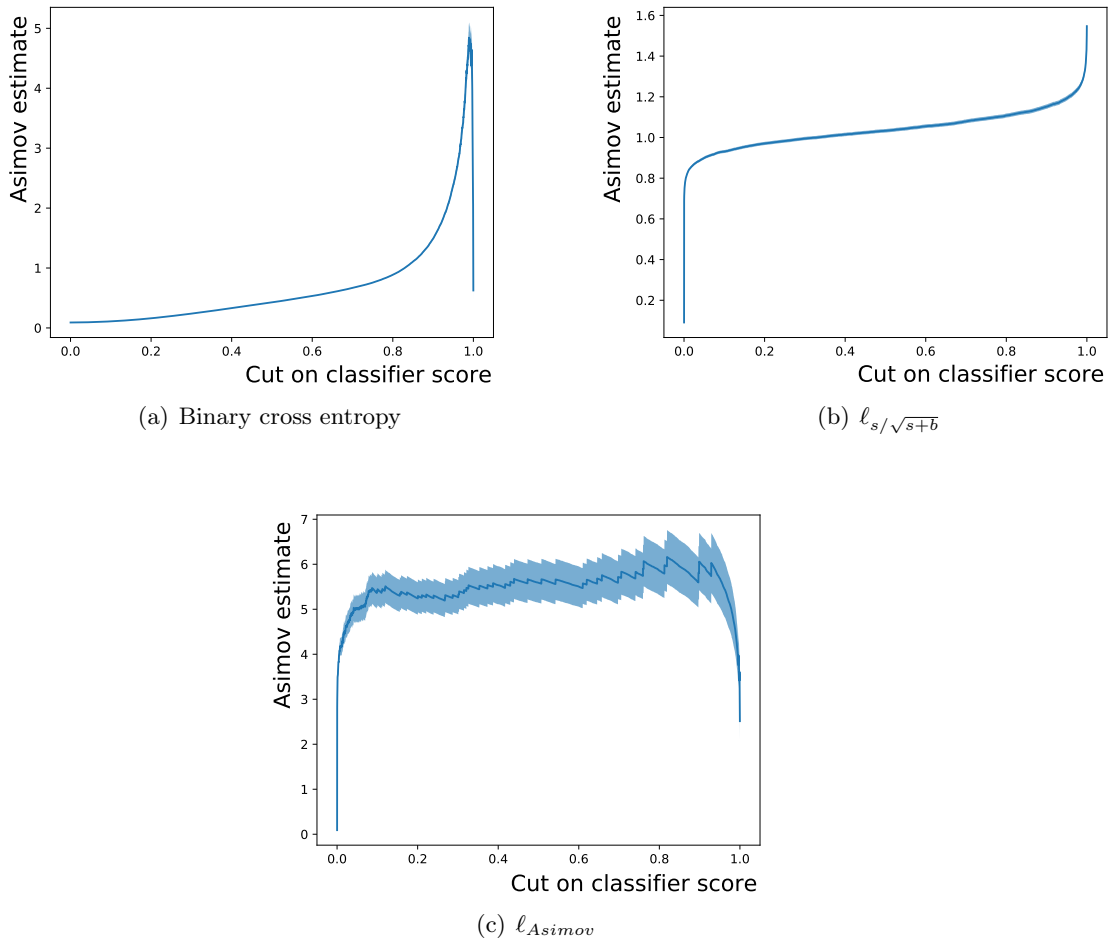 5
4
3
2
1
0
Asimov estimate
0.0 0.2 0.4 0.6 0.8 1.0
Cut on classifier score
(a) Binary cross entropy
1.6
1.4
1.2
1.0
0.8
0.6
0.4
0.2
Asimov estimate
0.0 0.2 0.4 0.6 0.8 1.0
Cut on classifier score
(b) ℓ_{s/√s+b}
7
6
5
4
3
2
1
0
Asimov estimate
0.0 0.2 0.4 0.6 0.8 1.0
Cut on classifier score
(c) ℓ_{Asimov}